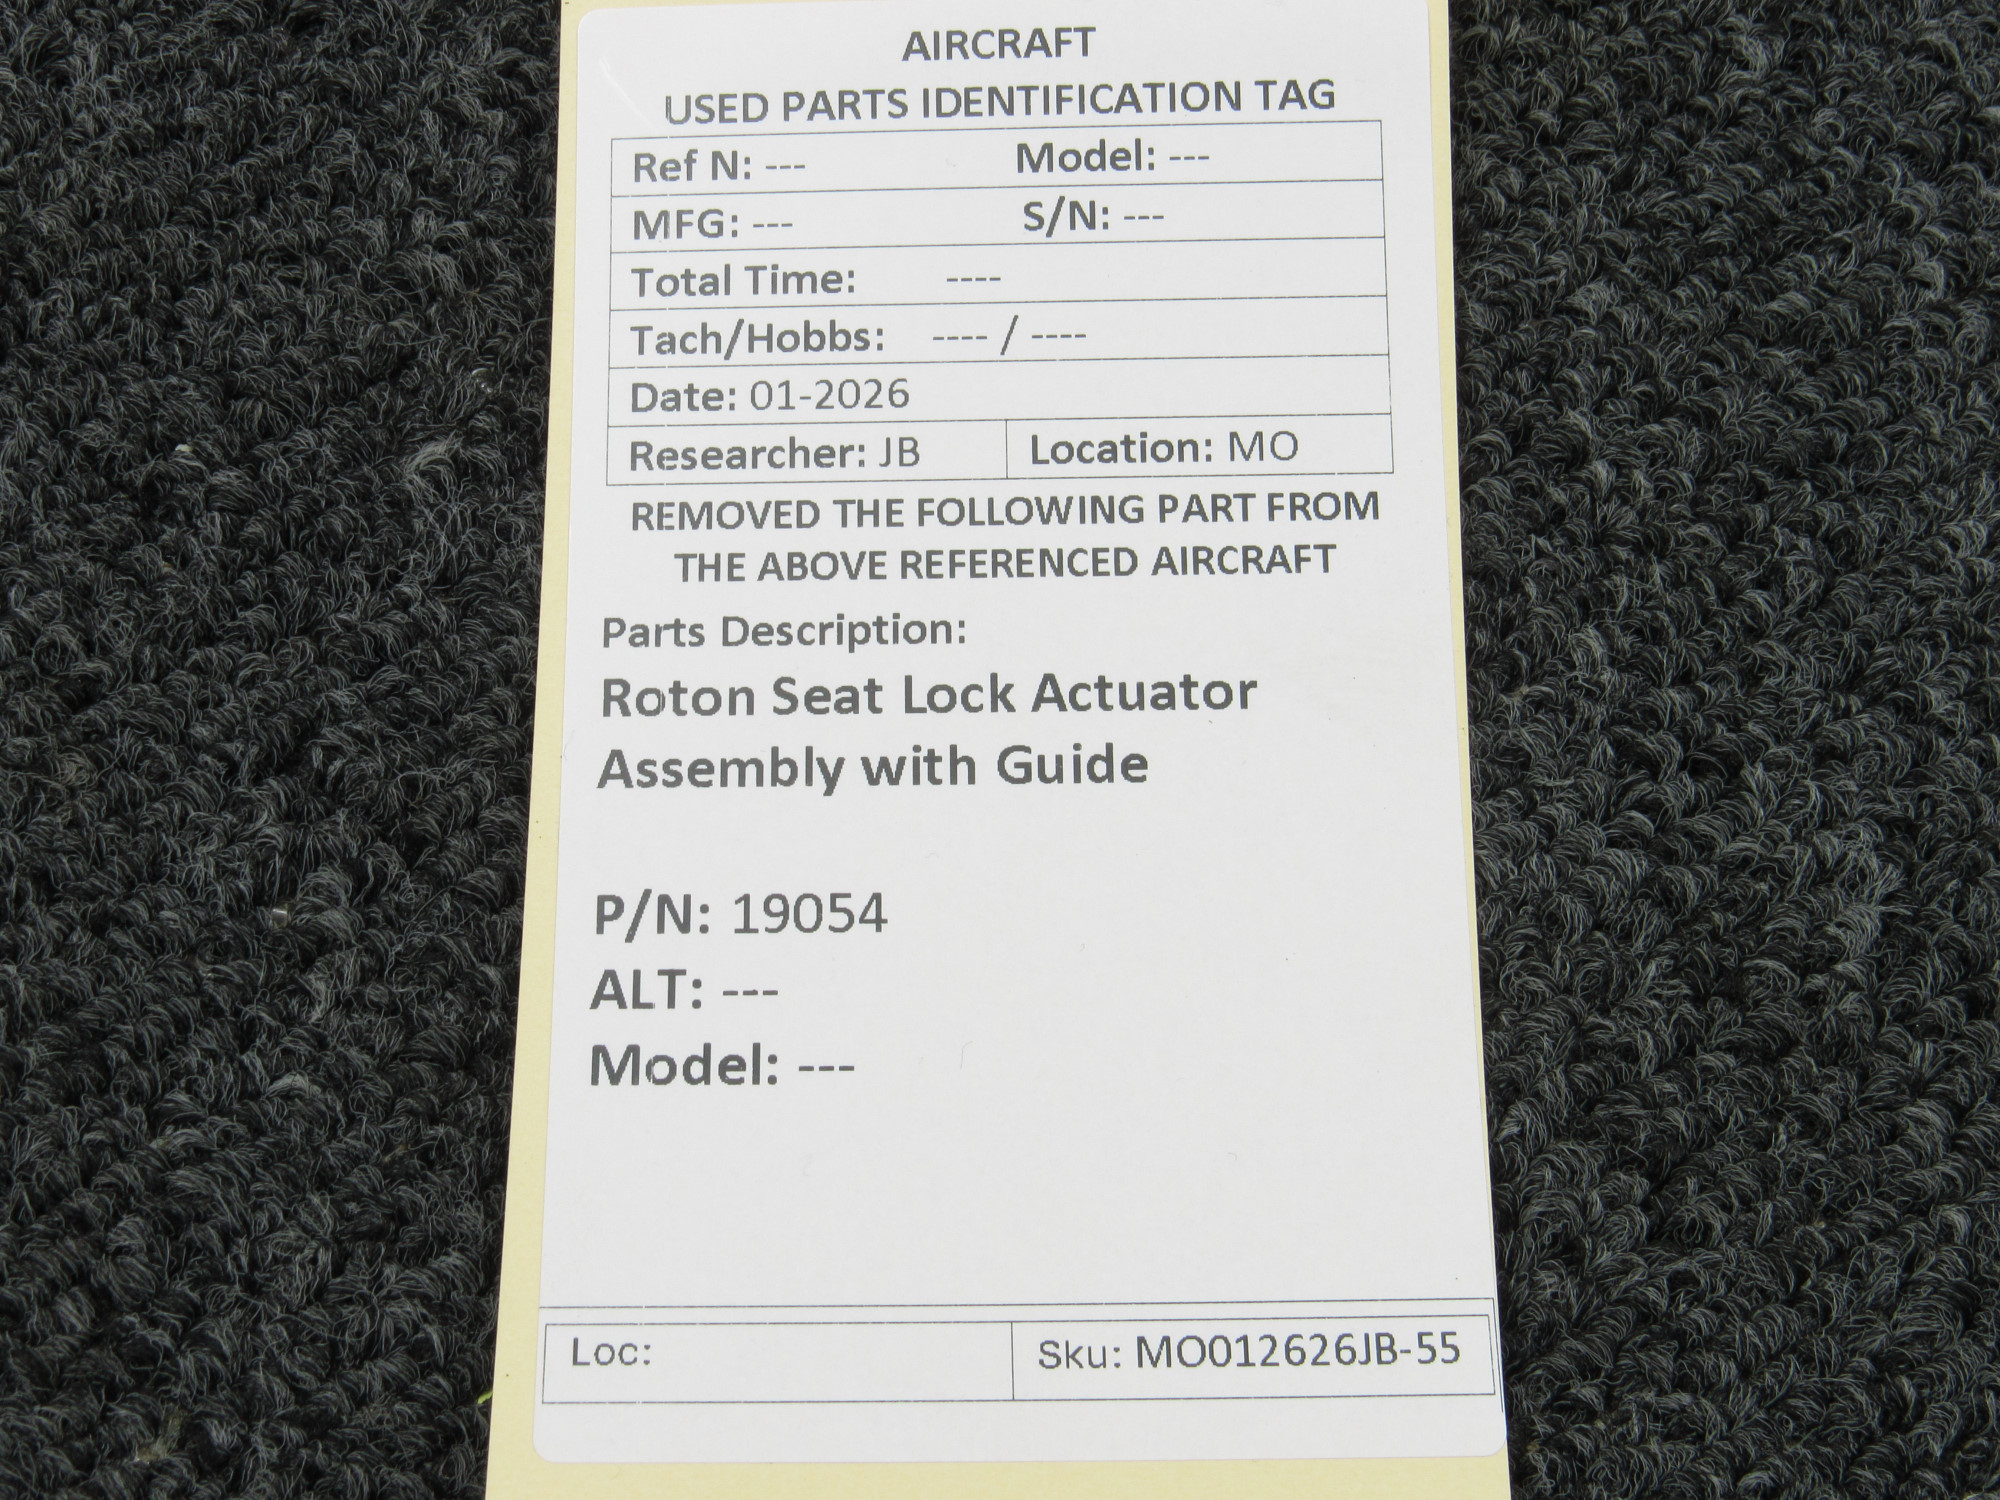 AIRCRAFT
USED PARTS IDENTIFICATION TAG
Ref N: --- Model: ---
MFG: --- S/N: ---
Total Time: ----
Tach/Hobbs: ---- / ----
Date: 01-2026
Researcher: JB Location: MO
REMOVED THE FOLLOWING PART FROM
THE ABOVE REFERENCED AIRCRAFT
Parts Description:
Roton Seat Lock Actuator
Assembly with Guide
P/N: 19054
ALT: ---
Model: ---
Loc: Sku: MO012626JB-55